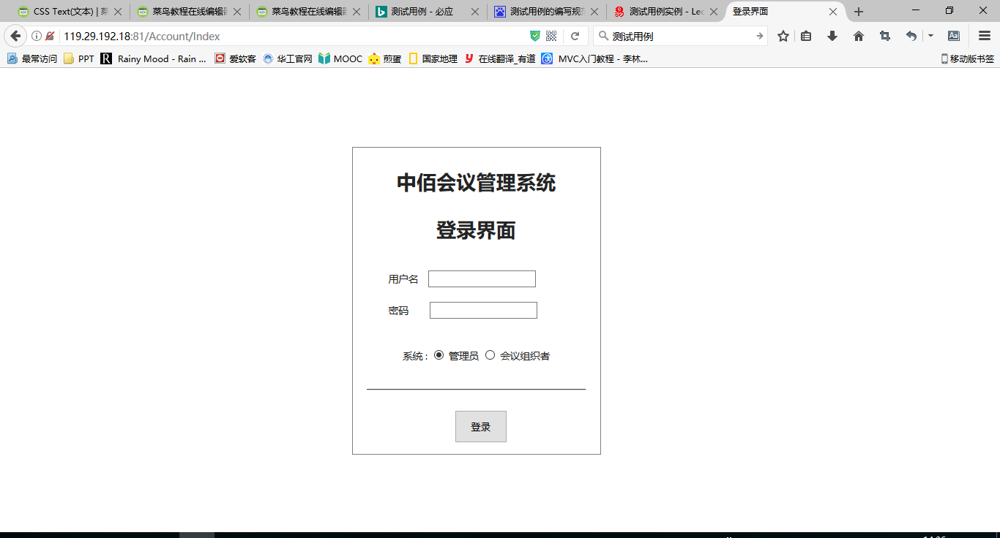 CSS Text(文本) | 菜
菜鸟教程在线编辑器
菜鸟教程在线编辑器
测试用例 - 必应
测试用例的编写规范
测试用例实例 - Leo
登录界面
119.29.192.18:81/Account/Index
测试用例
最常访问 PPT Rainy Mood - Rain ... 爱软客 华工官网 MOOC 煎蛋 国家地理 在线翻译_有道 MVC入门教程 - 李林... 移动版书签
中佰会议管理系统
登录界面
用户名
密码
系统： 管理员 会议组织者
登录